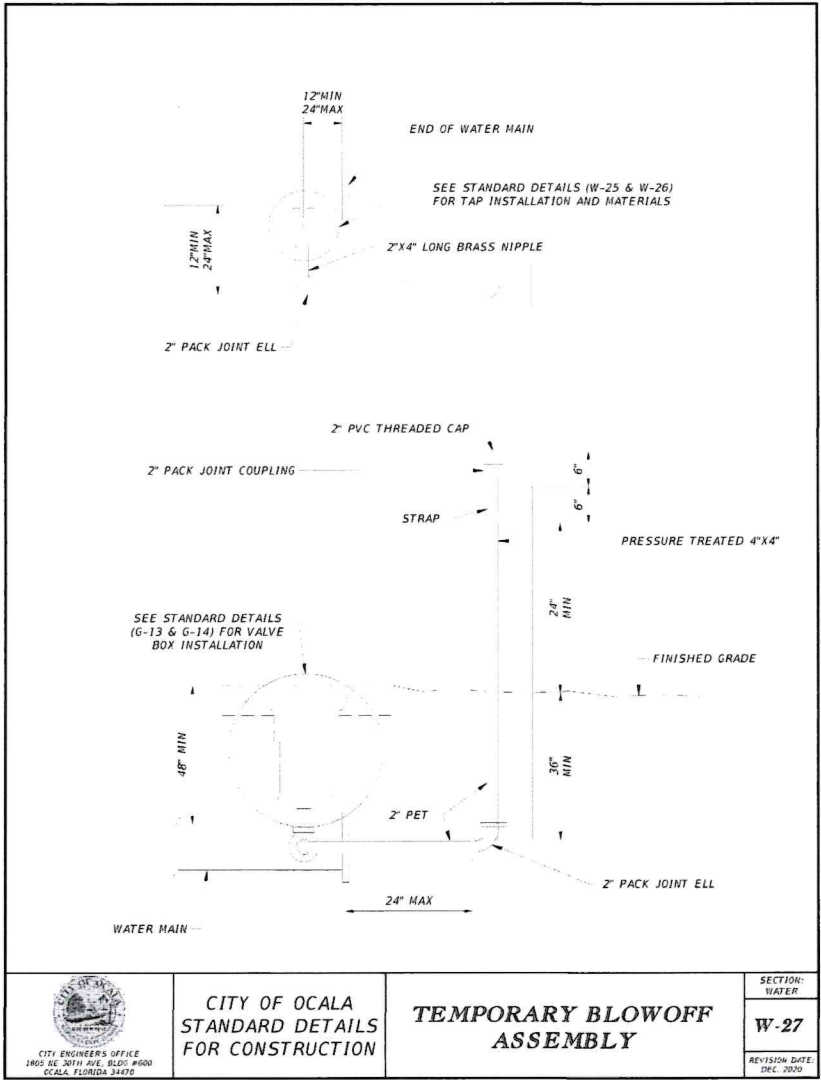 12"MIN
24"MAX
END OF WATER MAIN
SEE STANDARD DETAILS (W-25 & W-26)
FOR TAP INSTALLATION AND MATERIALS
12"MIN
24"MAX
2"X4" LONG BRASS NIPPLE
2" PACK JOINT ELL
2" PVC THREADED CAP
2" PACK JOINT COUPLING
6"
6"
STRAP
PRESSURE TREATED 4"X4"
24"
MIN
SEE STANDARD DETAILS
(G-13 & G-14) FOR VALVE
BOX INSTALLATION
FINISHED GRADE
48" MIN
36"
MIN
2" PET
2" PACK JOINT ELL
24" MAX
WATER MAIN
CITY OF OCALA
CITY ENGINEERS OFFICE
1805 NE 30TH AVE, BLDG #600
OCALA, FLORIDA 34470
CITY OF OCALA
STANDARD DETAILS
FOR CONSTRUCTION
TEMPORARY BLOWOFF
ASSEMBLY
SECTION:
WATER
W-27
REVISION DATE:
DEC. 2020